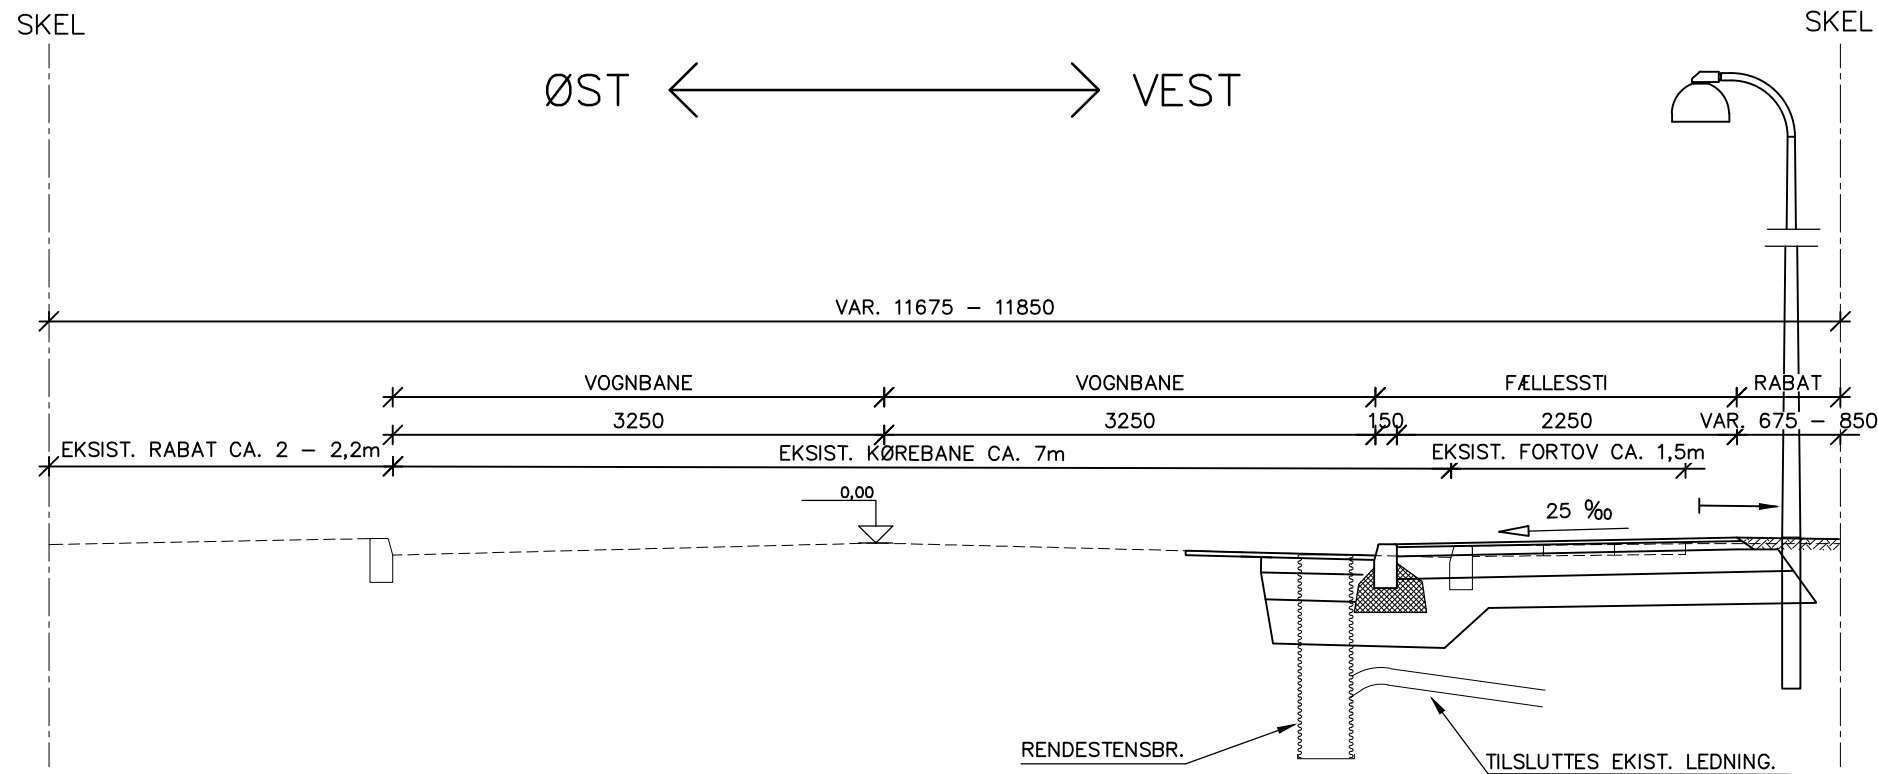 SKEL
SKEL
ØST
VEST
VAR. 11675 - 11850
VOGNBANE
VOGNBANE
FÆLLESSTI
RABAT
3250
3250
150
2250
VAR. 675 - 850
EKSIST. RABAT CA. 2 - 2,2m
EKSIST. KØREBANE CA. 7m
EKSIST. FORTOV CA. 1,5m
0,00
25 ‰
RENDESTENSBR.
TILSLUTTES EKIST. LEDNING.